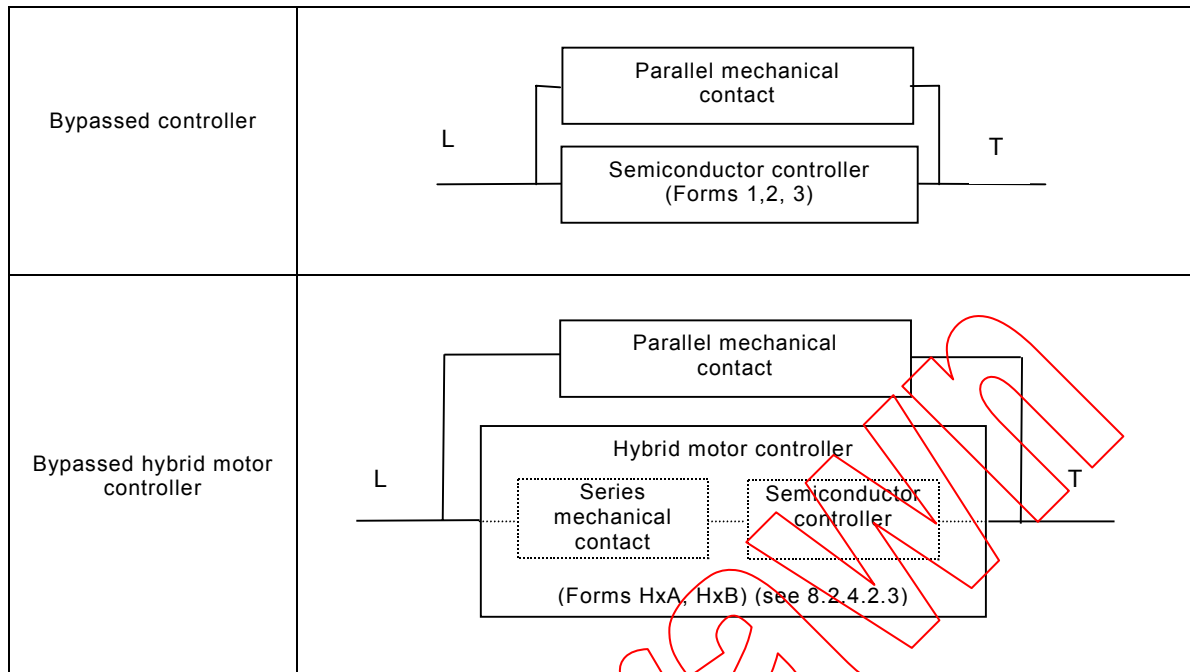 Bypassed controller
Parallel mechanical
contact
L
T
Semiconductor controller
(Forms 1,2, 3)
Bypassed hybrid motor
controller
Parallel mechanical
contact
L
T
Hybrid motor controller
Series
mechanical
contact
Semiconductor
controller
(Forms HxA, HxB) (see 8.2.4.2.3)